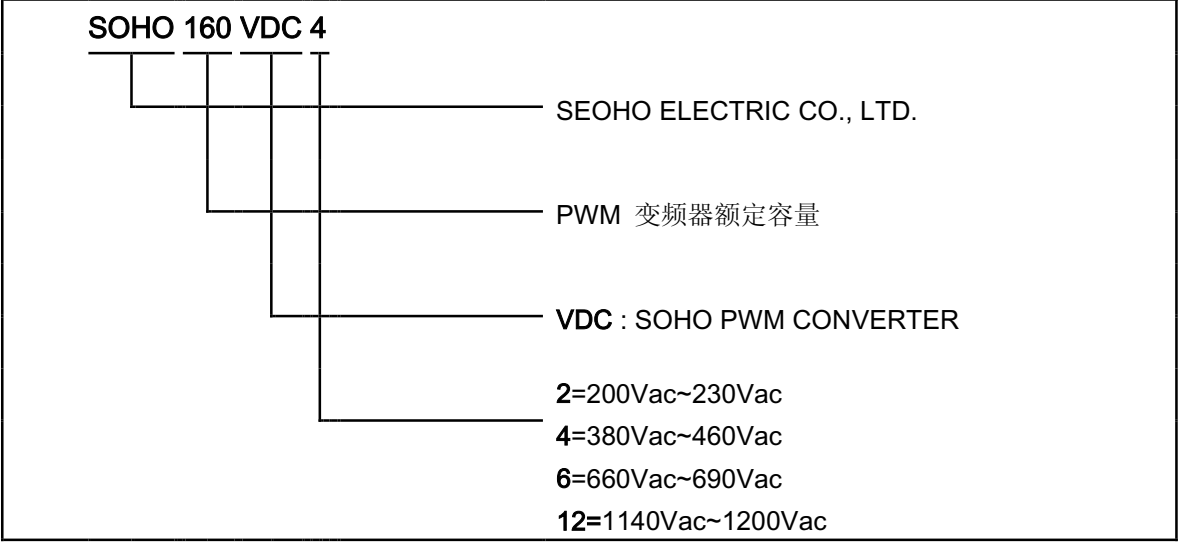 SOHO 160 VDC 4
SEOHO ELECTRIC CO., LTD.
PWM 变频器额定容量
VDC : SOHO PWM CONVERTER
2=200Vac~230Vac
4=380Vac~460Vac
6=660Vac~690Vac
12=1140Vac~1200Vac